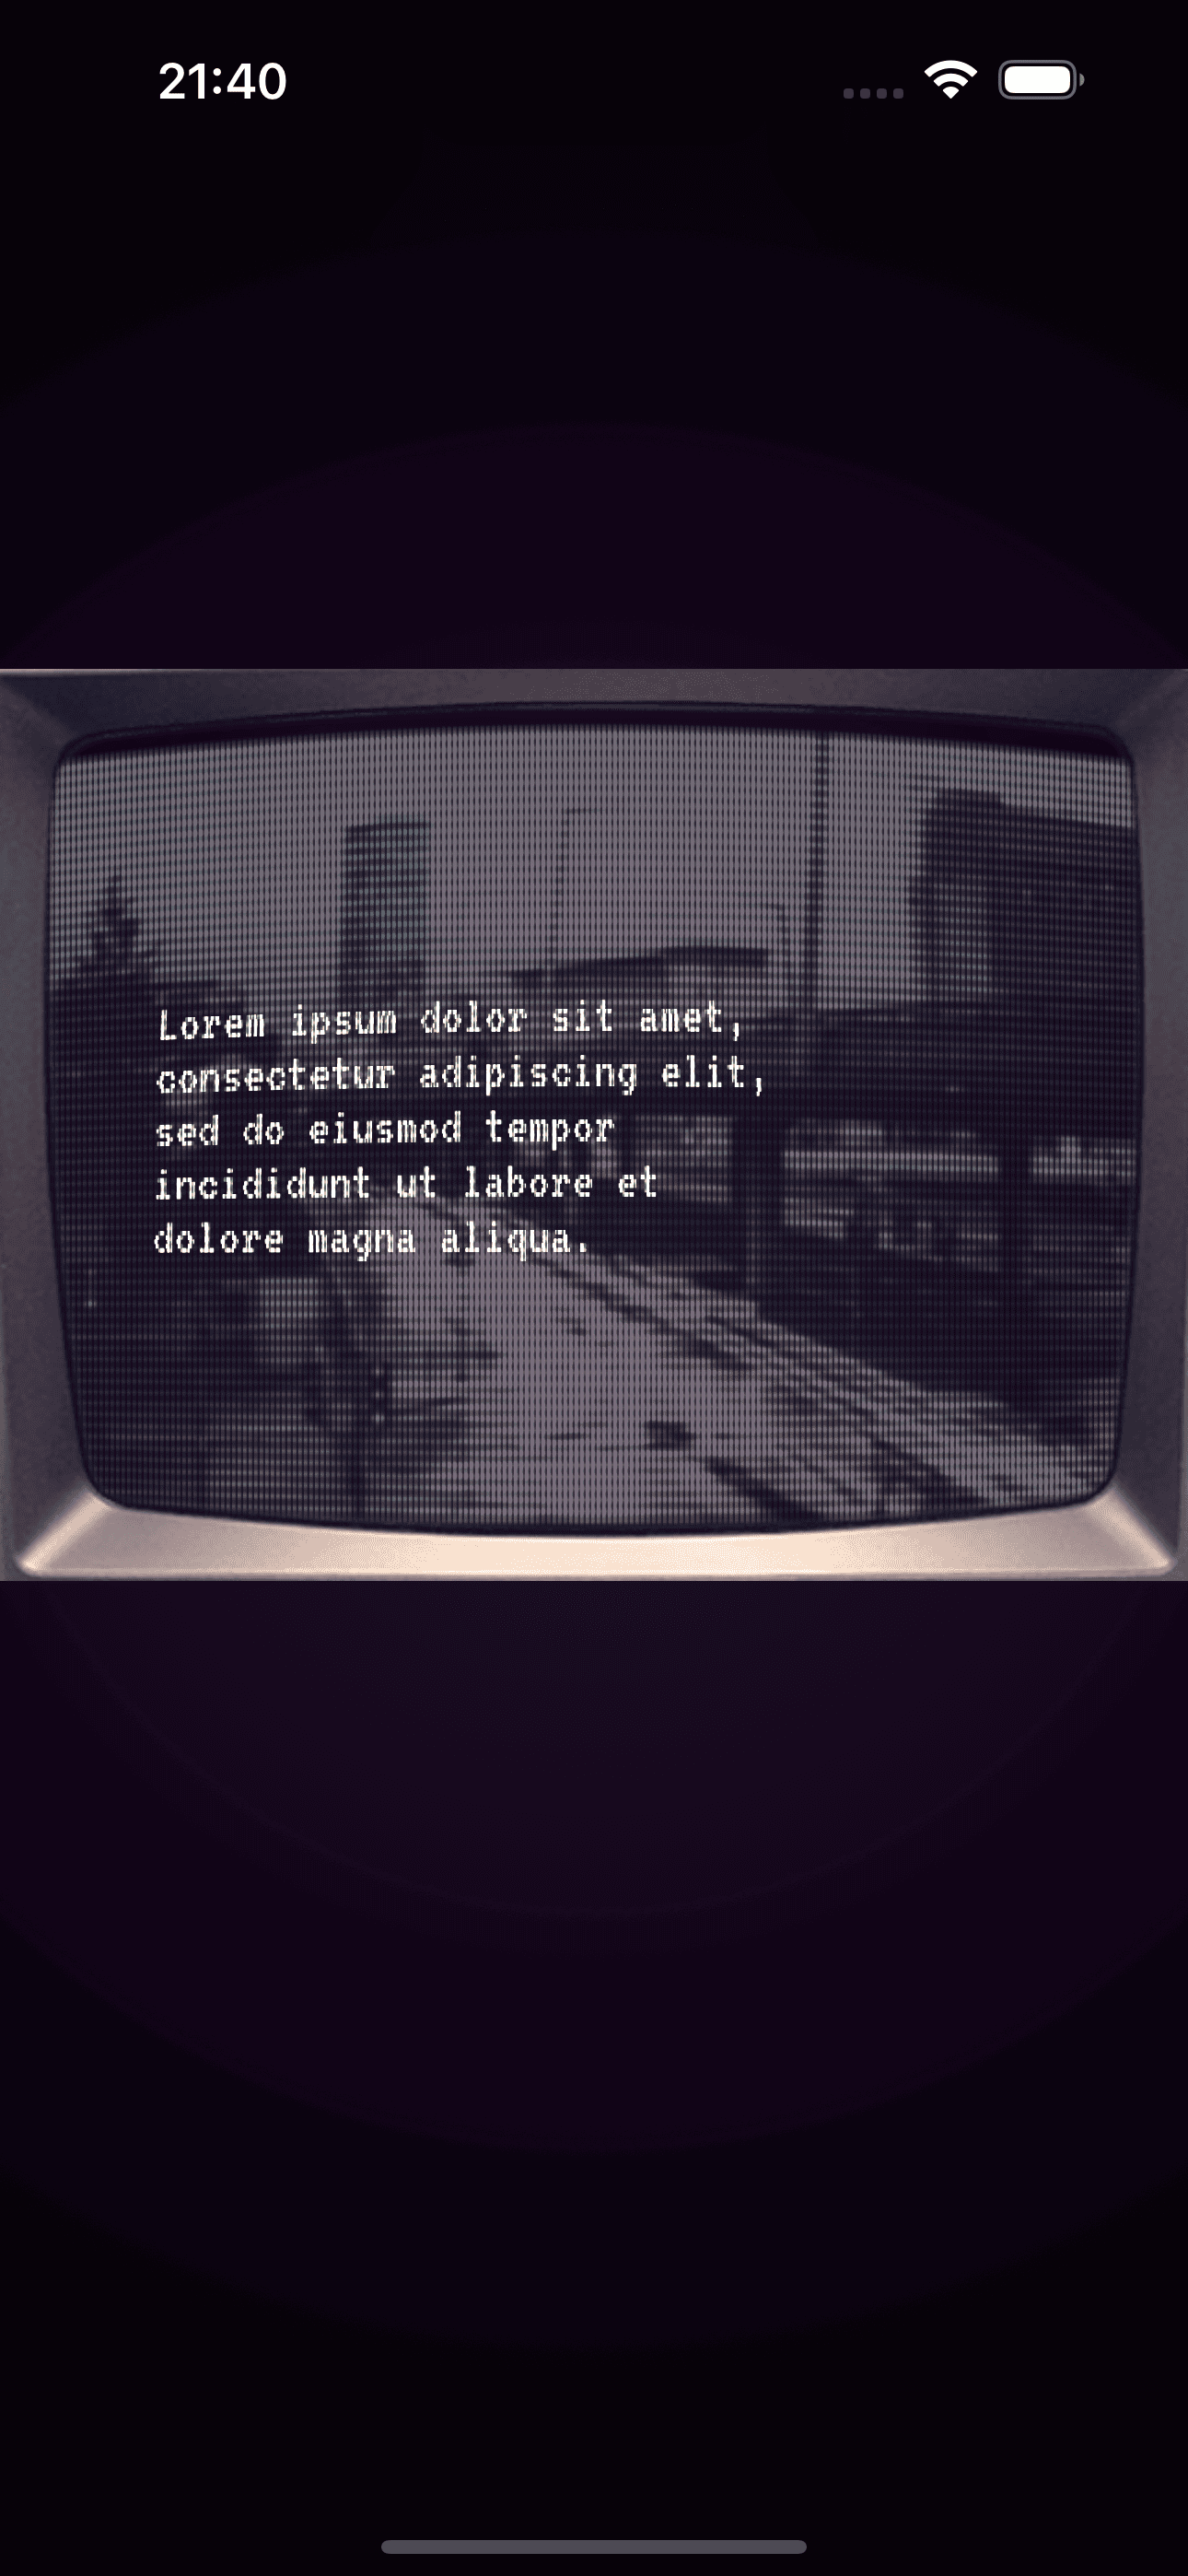 21:40
Lorem ipsum dolor sit amet,
consectetur adipiscing elit,
sed do eiusmod tempor
incididunt ut labore et
dolore magna aliqua.